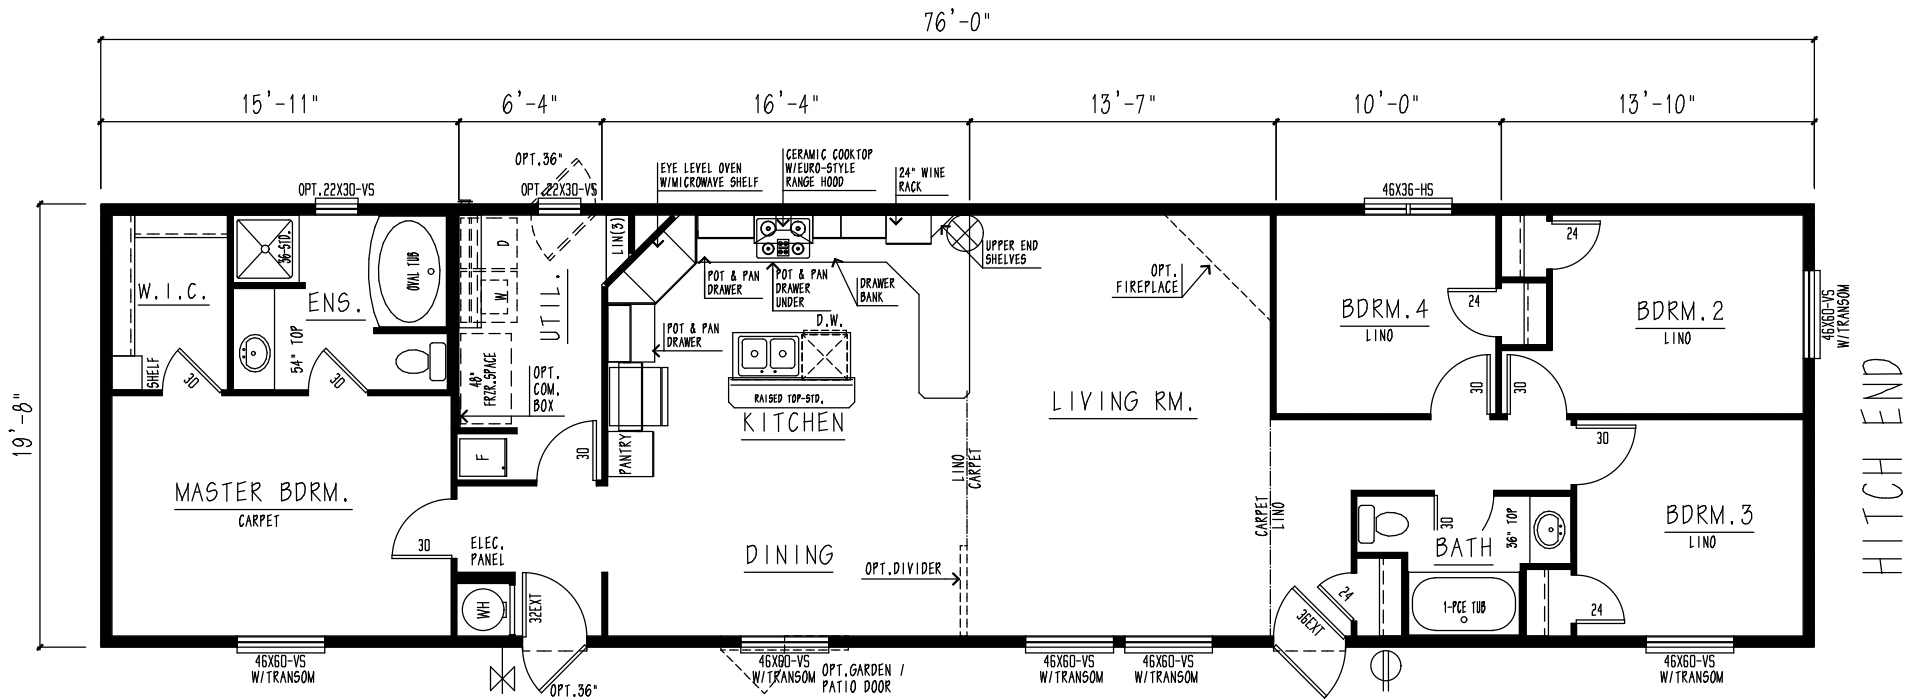 76'-0"
15'-11"
6'-4"
16'-4"
13'-7"
10'-0"
13'-10"
19'-8"
OPT.22X30-VS
OPT.36"
OPT.22X30-VS
EYE LEVEL OVEN
W/MICROWAVE SHELF
CERAMIC COOKTOP
W/EURO-STYLE
RANGE HOOD
24" WINE
RACK
46X36-HS
W.I.C.
SHELF
30
36-STD.
ENS.
54" TOP
30
OVAL TUB
D
W
UTIL.
48"
FRZR.SPACE
OPT.
COM.
BOX
F
30
LIN(3)
POT & PAN
DRAWER
POT & PAN
DRAWER
UNDER
DRAWER
BANK
UPPER END
SHELVES
POT & PAN
DRAWER
D.W.
RAISED TOP-STD.
KITCHEN
PANTRY
LINO
CARPET
OPT.
FIREPLACE
LIVING RM.
BDRM.4
LINO
24
24
30
30
BDRM.2
LINO
46X60-VS
W/TRANSOM
HITCH END
MASTER BDRM.
CARPET
30
ELEC.
PANEL
WH
32EXT
OPT.36"
DINING
OPT.DIVIDER
CARPET
LINO
30
BATH
36" TOP
1-PCE TUB
24
36EXT
30
BDRM.3
LINO
24
46X60-VS
W/TRANSOM
46X60-VS
W/TRANSOM
OPT.GARDEN /
PATIO DOOR
46X60-VS
W/TRANSOM
46X60-VS
W/TRANSOM
46X60-VS
W/TRANSOM